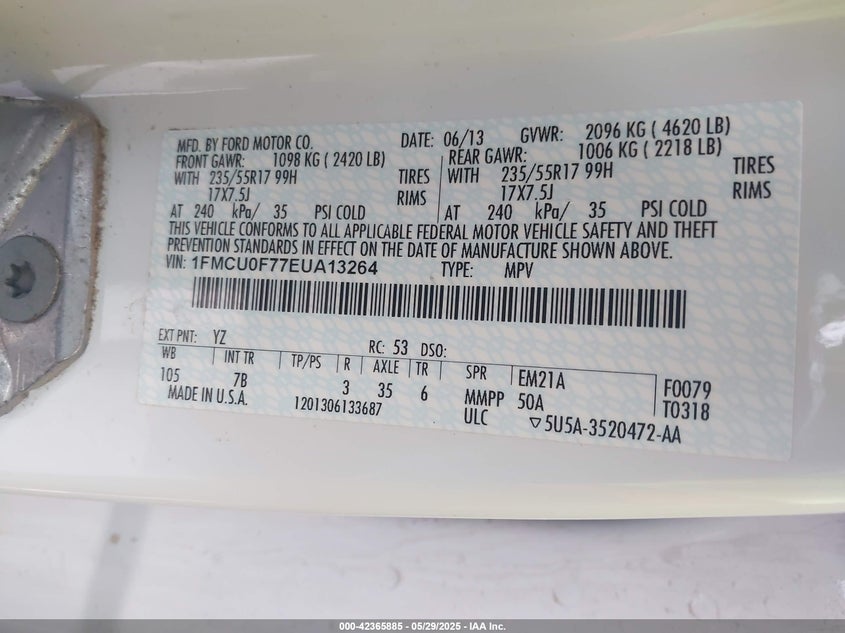 MFD. BY FORD MOTOR CO. DATE: 06/13 GVWR: 2096 KG ( 4620 LB)
FRONT GAWR: 1098 KG ( 2420 LB) REAR GAWR: 1006 KG ( 2218 LB)
WITH 235/55R17 99H TIRES WITH 235/55R17 99H TIRES
17X7.5J RIMS 17X7.5J RIMS
AT 240 kPa/ 35 PSI COLD AT 240 kPa/ 35 PSI COLD
THIS VEHICLE CONFORMS TO ALL APPLICABLE FEDERAL MOTOR VEHICLE SAFETY AND THEFT
PREVENTION STANDARDS IN EFFECT ON THE DATE OF MANUFACTURE SHOWN ABOVE.
VIN: 1FMCU0F77EUA13264 TYPE: MPV
EXT PNT: YZ RC: 53 DSO:
WB INT TR TP/PS R AXLE TR SPR EM21A F0079
105 7B 3 35 6 MMPP 50A T0318
MADE IN U.S.A. 1201306133687 ULC ▽5U5A-3520472-AA
000-42365885 / 05/29/2025 - IAA Inc.